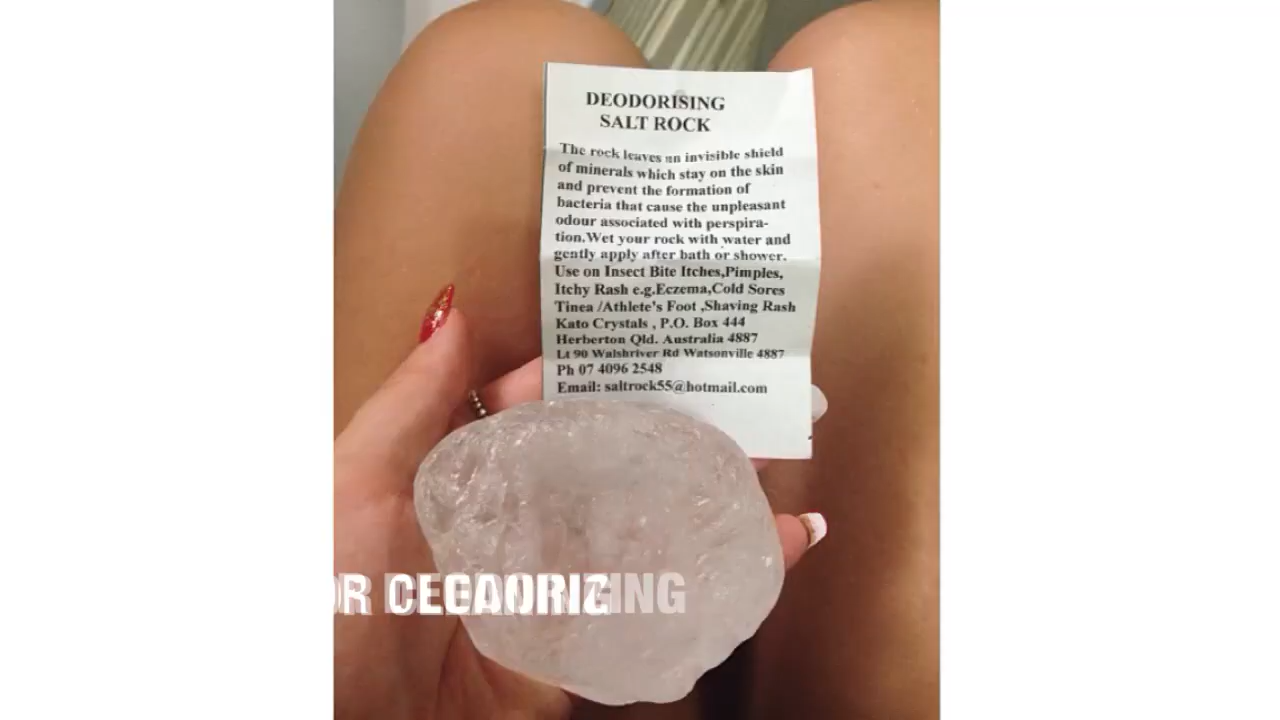 DEODORISING
SALT ROCK
The rock leaves an invisible shield
of minerals which stay on the skin
and prevent the formation of
bacteria that cause the unpleasant
odour associated with perspira-
tion.Wet your rock with water and
gently apply after bath or shower.
Use on Insect Bite Itches,Pimples,
Itchy Rash e.g.Eczema,Cold Sores
Tinea /Athlete's Foot ,Shaving Rash
Kato Crystals , P.O. Box 444
Herberton Qld. Australia 4887
Lt 90 Walshriver Rd Watsonville 4887
Ph 07 4096 2548
Email: saltrock55@hotmail.com